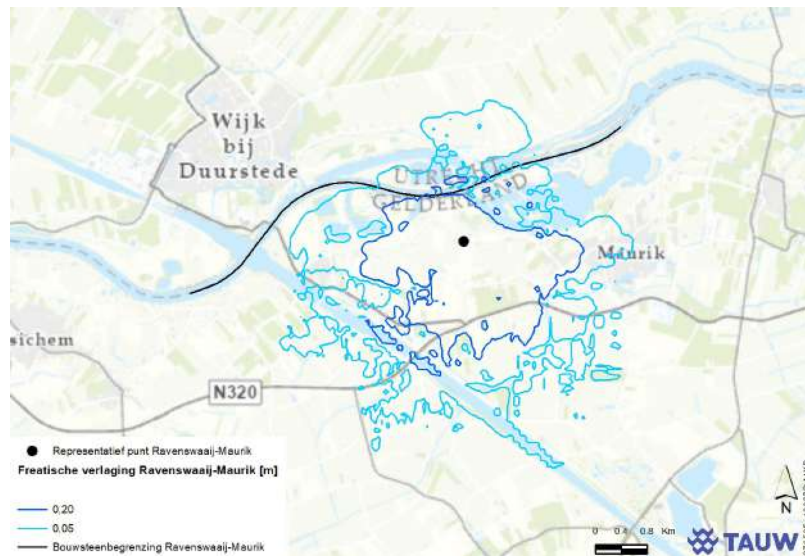 Wijk
bij
Duurstede
UTRECHT
GELDERLAND
Maurik
sichem
N320
Representatief punt Ravenswaaij-Maurik
Freatische verlaging Ravenswaaij-Maurik [m]
0,20
0,05
Bouwsteenbegrenzing Ravenswaaij-Maurik
N
0 0.4 0.8 Km
TAUW